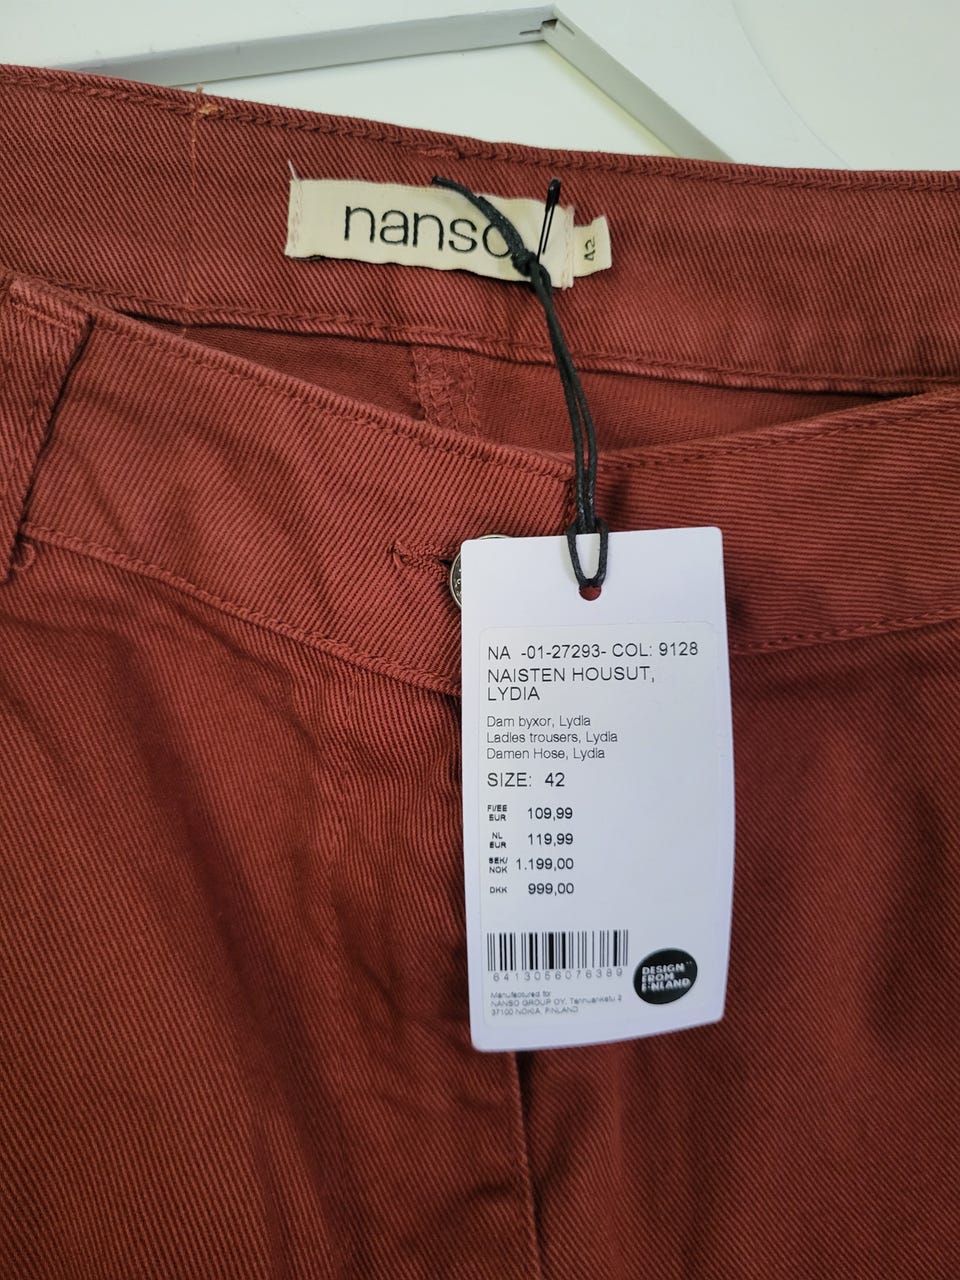 nanso
42
NA -01-27293- COL: 9128
NAISTEN HOUSUT,
LYDIA
Dam byxor, Lydia
Ladies trousers, Lydia
Damen Hose, Lydia
SIZE: 42
FI/EE
EUR 109,99
NL
EUR 119,99
SEK/
NOK 1.199,00
DKK 999,00
6413056076389
DESIGN
FROM
FINLAND
Manufactured for
NANSO GROUP OY,
37100 NOKIA, FINLAND